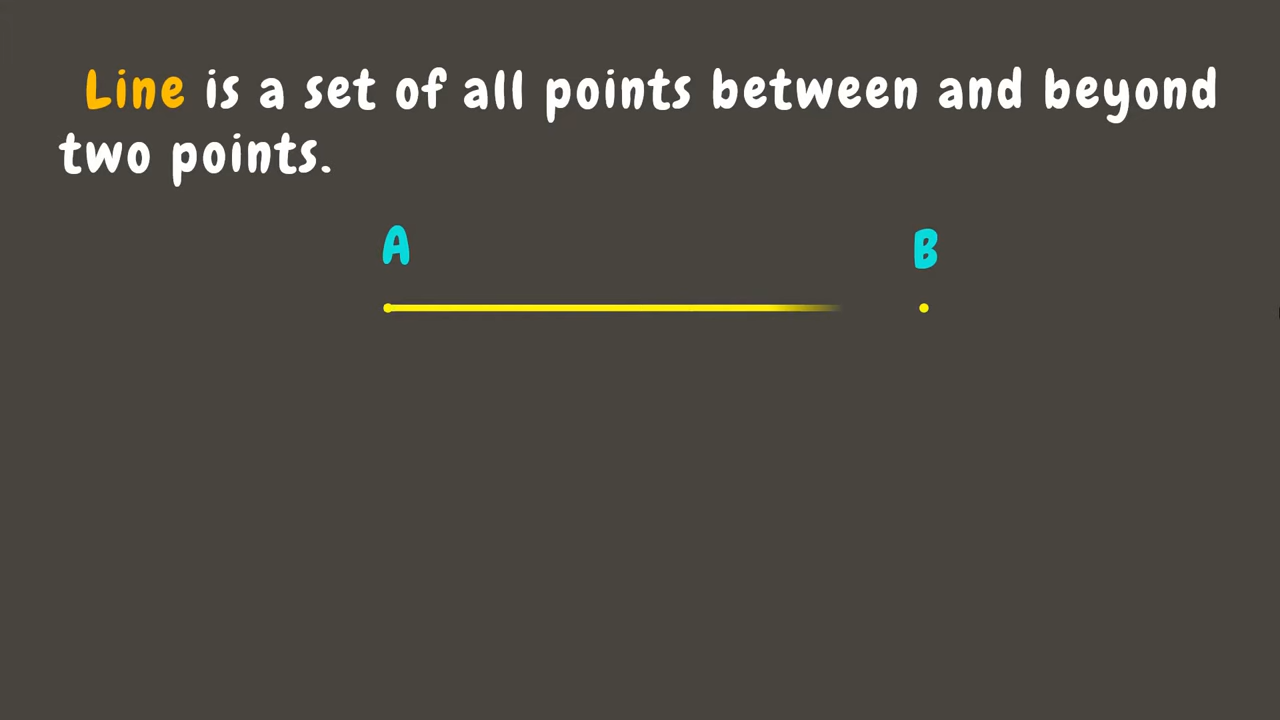 Line is a set of all points between and beyond
two points.
A B